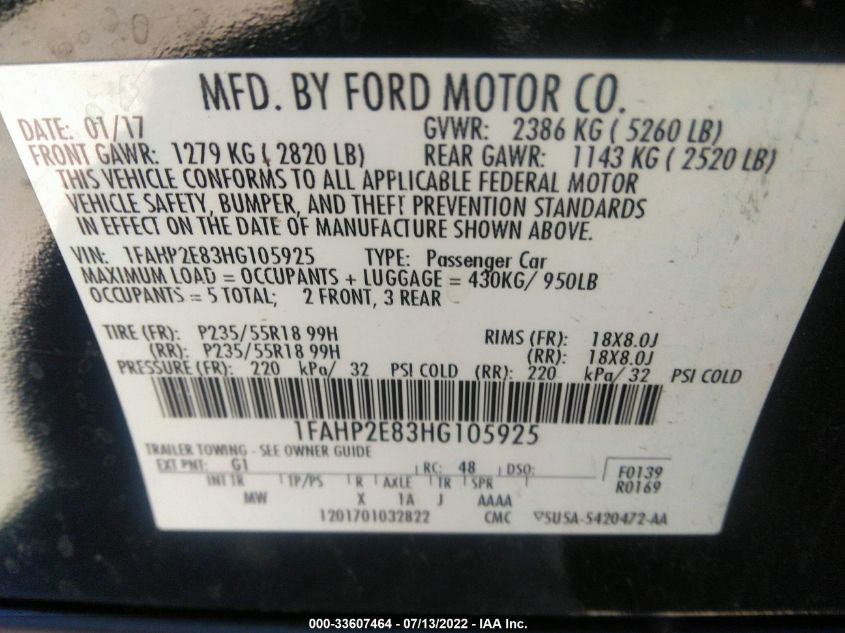 MFD. BY FORD MOTOR CO.
DATE: 01/17 GVWR: 2386 KG ( 5260 LB)
FRONT GAWR: 1279 KG ( 2820 LB) REAR GAWR: 1143 KG ( 2520 LB)
THIS VEHICLE CONFORMS TO ALL APPLICABLE FEDERAL MOTOR
VEHICLE SAFETY, BUMPER, AND THEFT PREVENTION STANDARDS
IN EFFECT ON THE DATE OF MANUFACTURE SHOWN ABOVE.
VIN: 1FAHP2E83HG105925 TYPE: Passenger Car
MAXIMUM LOAD = OCCUPANTS + LUGGAGE = 430KG/ 950LB
OCCUPANTS = 5 TOTAL; 2 FRONT, 3 REAR
TIRE (FR): P235/55R18 99H RIMS (FR): 18X8.0J
(RR): P235/55R18 99H (RR): 18X8.0J
PRESSURE (FR): 220 kPa/ 32 PSI COLD (RR): 220 kPa/ 32 PSI COLD
1FAHP2E83HG105925
TRAILER TOWING - SEE OWNER GUIDE
EXT PNT: G1 RC: 48 DSO: F0139
INT TR TP/PS R AXLE TR SPR R0169
MW X 1A J AAAA
1201701032822 CMC ▽5U5A-5420472-AA
000-33607464 - 07/13/2022 - IAA Inc.